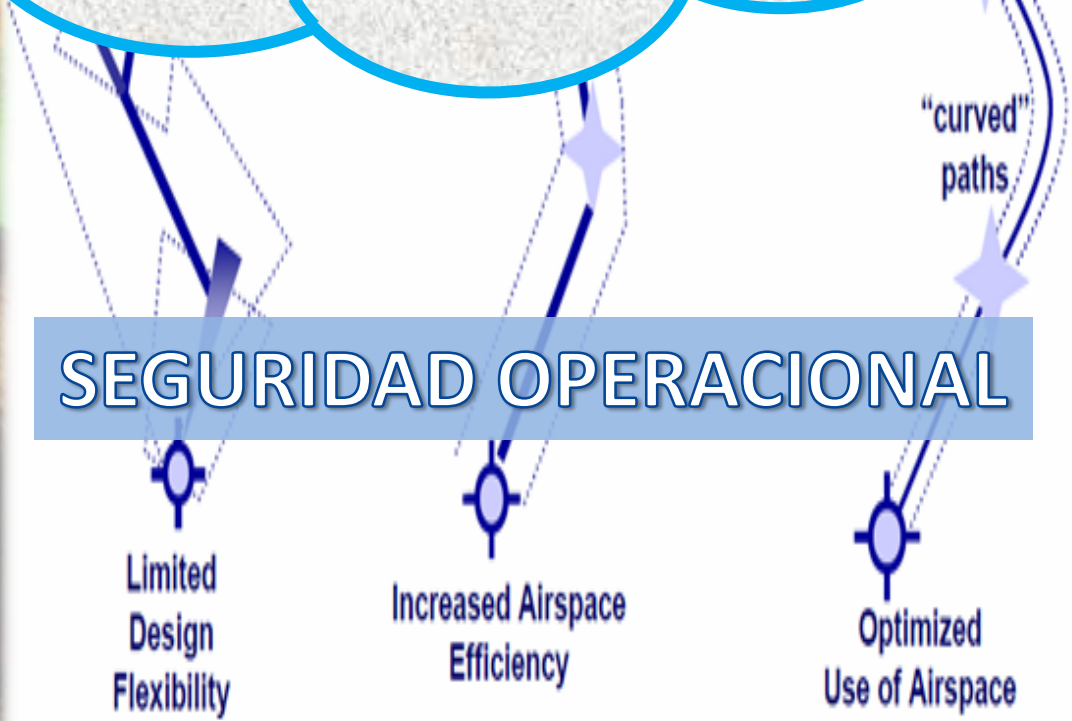 “curved”
paths
SEGURIDAD OPERACIONAL
Limited
Design
Flexibility
Increased Airspace
Efficiency
Optimized
Use of Airspace